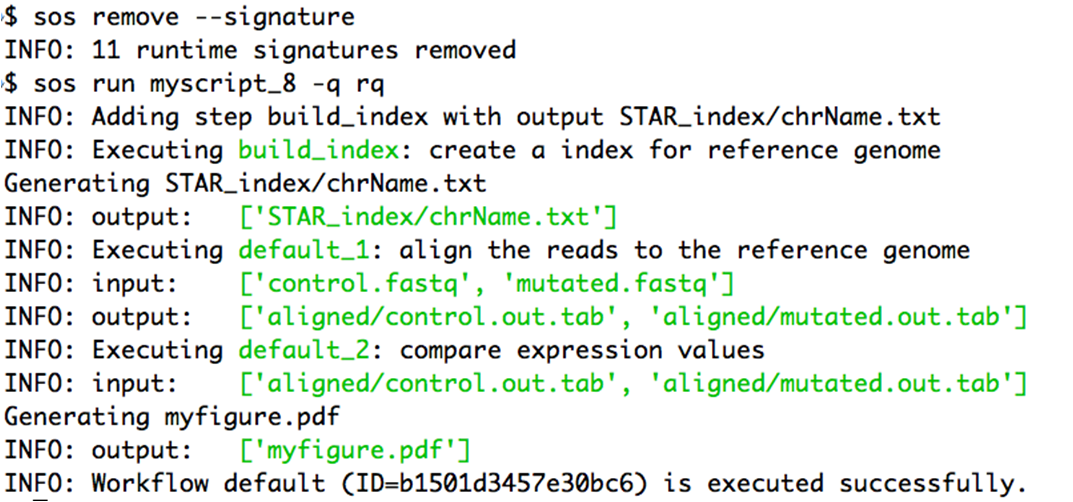 $ sos remove --signature
INFO: 11 runtime signatures removed
$ sos run myscript_8 -q rq
INFO: Adding step build_index with output STAR_index/chrName.txt
INFO: Executing build_index: create a index for reference genome
Generating STAR_index/chrName.txt
INFO: output:   ['STAR_index/chrName.txt']
INFO: Executing default_1: align the reads to the reference genome
INFO: input:    ['control.fastq', 'mutated.fastq']
INFO: output:   ['aligned/control.out.tab', 'aligned/mutated.out.tab']
INFO: Executing default_2: compare expression values
INFO: input:    ['aligned/control.out.tab', 'aligned/mutated.out.tab']
Generating myfigure.pdf
INFO: output:   ['myfigure.pdf']
INFO: Workflow default (ID=b1501d3457e30bc6) is executed successfully.